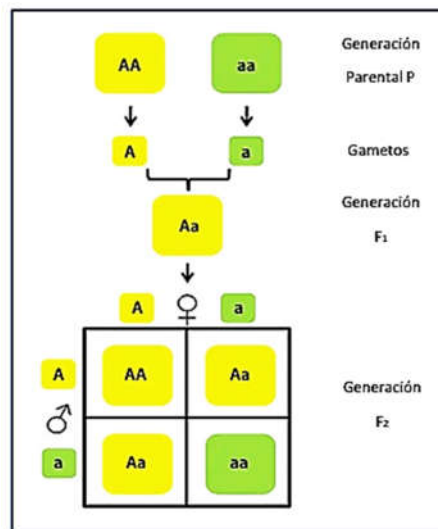 AA aa Generación
Parental P
A a Gametos
Generación
Aa
F₁
A ♀ a
A AA Aa
♂ Generación
F₂
a Aa aa